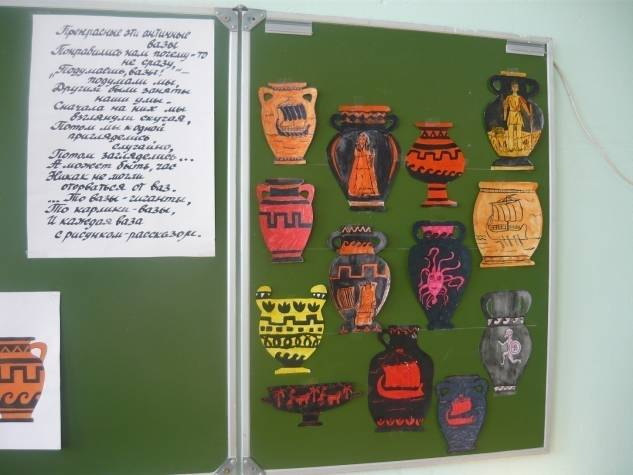 Прекрасные эти античные
вазы
Понравились нам почему-то
не сразу,
„Подумаешь, вазы!" —
подумали мы,
Другим были заняты
наши умы.
Сначала на них мы
взглянули скучая,
Потом мы к одной
пригляделись
случайно,
Потом загляделись...
А может быть, час
Никак не могли
оторваться от ваз.
... То вазы-гиганты,
То карлики-вазы,
И каждая ваза
с рисунком-рассказом.